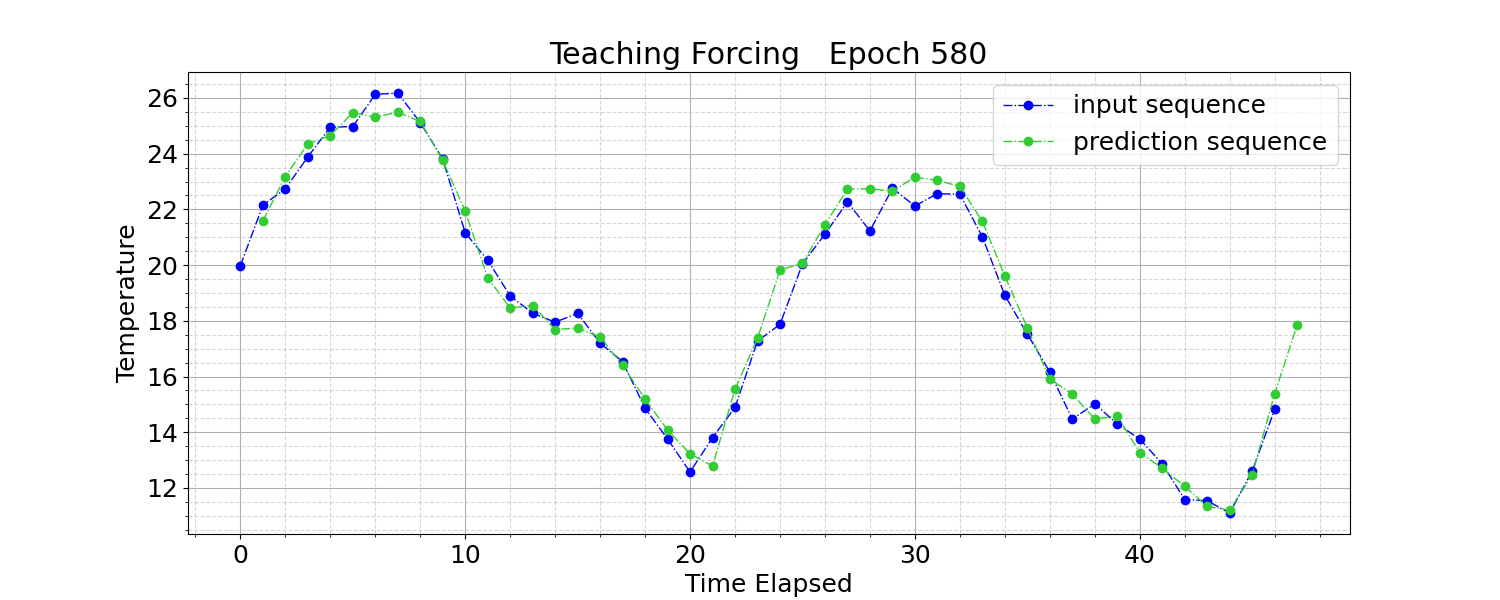 Teaching Forcing   Epoch 580
input sequence
prediction sequence
Temperature
26
24
22
20
18
16
14
12
0 10 20 30 40
Time Elapsed